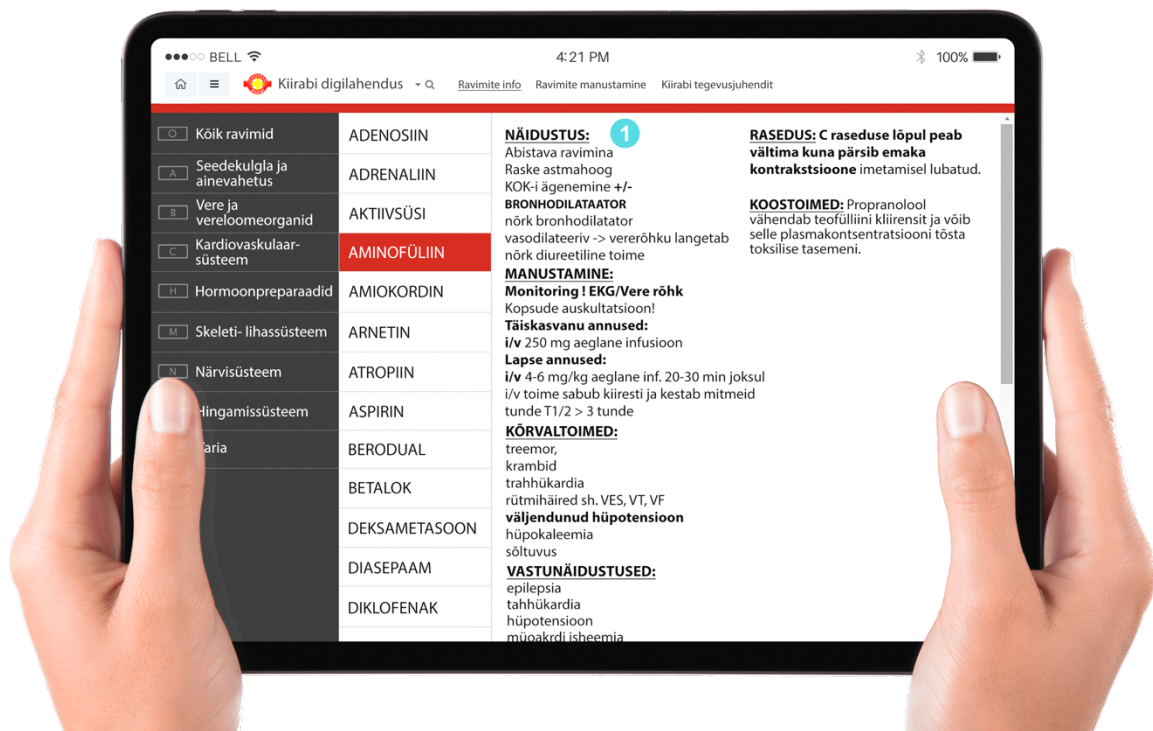 BELL
4:21 PM
100%
Kiirabi digilahendus
Ravimite info
Ravimite manustamine
Kiirabi tegevusjuhendit
O Kõik ravimid
A Seedekulgla ja
ainevahetus
B Vere ja
vereloomeorganid
C Kardiovaskulaar-
süsteem
H Hormoonpreparaadid
M Skeleti- lihassüsteem
N Närvisüsteem
Hingamissüsteem
aria
ADENOSIIN
ADRENALIIN
AKTIIVSÜSI
AMINOFÜLIIN
AMIOKORDIN
ARNETIN
ATROPIIN
ASPIRIN
BERODUAL
BETALOK
DEKSAMETASOON
DIASEPAAM
DIKLOFENAK
NÄIDUSTUS: 1
Abistava ravimina
Raske astmahoog
KOK-i ägenemine +/-
BRONHODILATAATOR
nõrk bronhodilatator
vasodilateeriv -> vererõhku langetab
nõrk diureetiline toime
MANUSTAMINE:
Monitoring ! EKG/Vere rõhk
Kopsude auskultatsioon!
Täiskasvanu annused:
i/v 250 mg aeglane infusioon
Lapse annused:
i/v 4-6 mg/kg aeglane inf. 20-30 min joksul
i/v toime sabub kiiresti ja kestab mitmeid
tunde T1/2 > 3 tunde
KÕRVALTOIMED:
treemor,
krambid
trahhükardia
rütmihäired sh. VES, VT, VF
väljendunud hüpotensioon
hüpokaleemia
sõltuvus
VASTUNÄIDUSTUSED:
epilepsia
tahhükardia
hüpotensioon
müoakrdi isheemia
RASEDUS: C raseduse lõpul peab
vältima kuna pärsib emaka
kontrakstsioone imetamisel lubatud.
KOOSTOIMED: Propranolool
vähendab teofülliini kliirensit ja võib
selle plasmakontsentratsiooni tõsta
toksilise tasemeni.